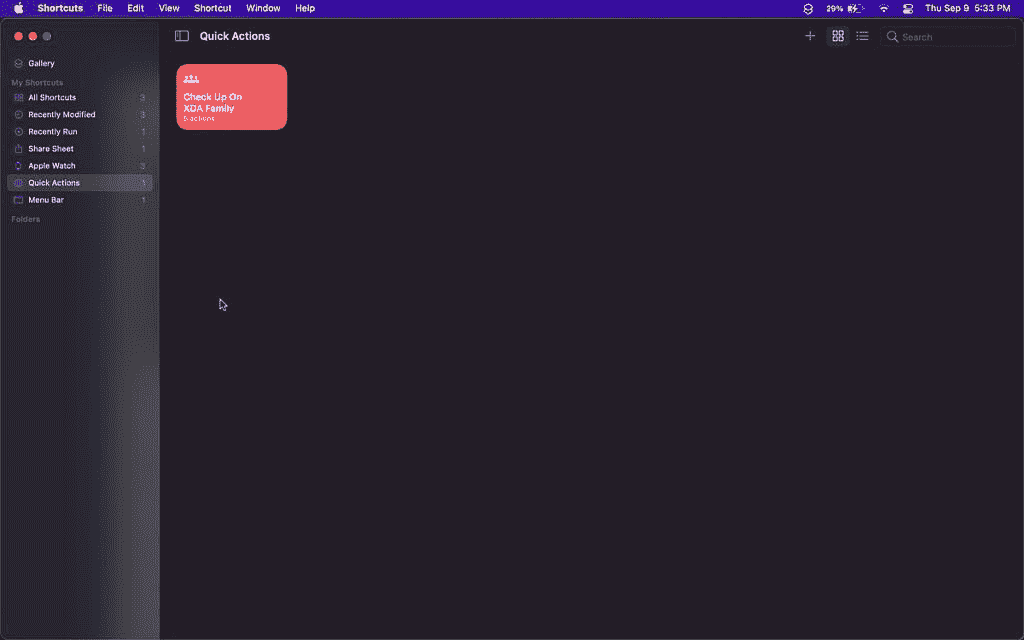 Shortcuts File Edit View Shortcut Window Help 29% Thu Sep 9 5:33 PM
Quick Actions
Search
Gallery
My Shortcuts
All Shortcuts 3
Recently Modified 3
Recently Run 1
Share Sheet 1
Apple Watch 3
Quick Actions 1
Menu Bar 1
Folders
Check Up On
XDA Family
5 actions